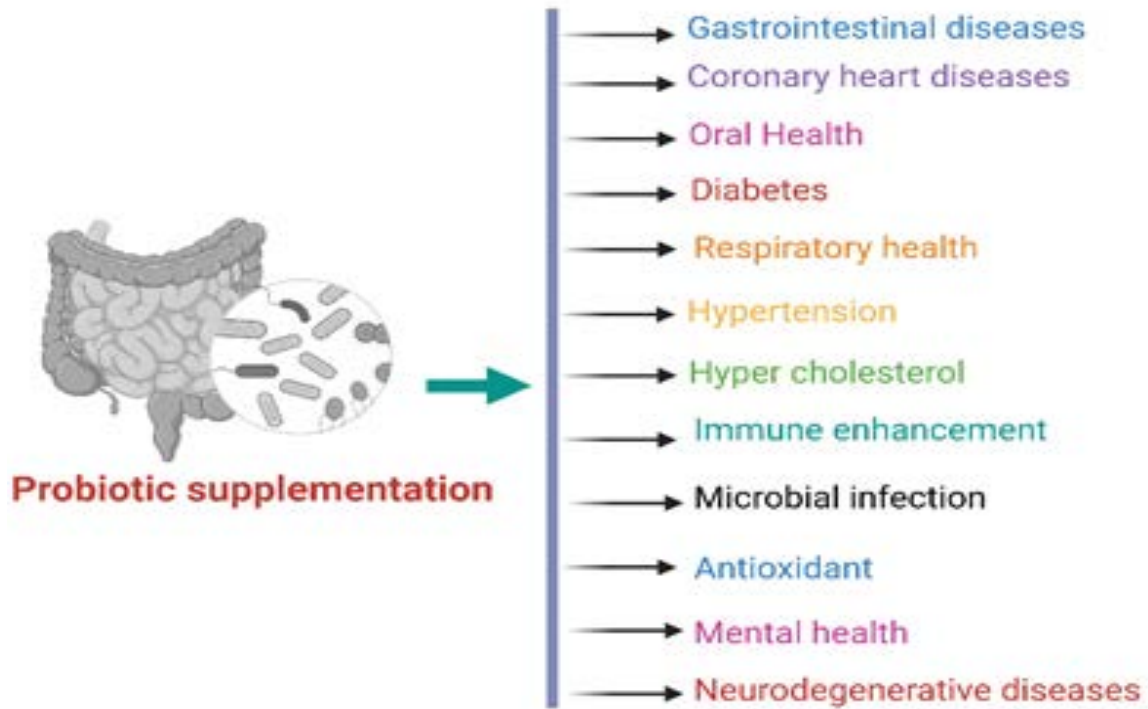 Gastrointestinal diseases
Coronary heart diseases
Oral Health
Diabetes
Respiratory health
Hypertension
Hyper cholesterol
Immune enhancement
Probiotic supplementation
Microbial infection
Antioxidant
Mental health
Neurodegenerative diseases